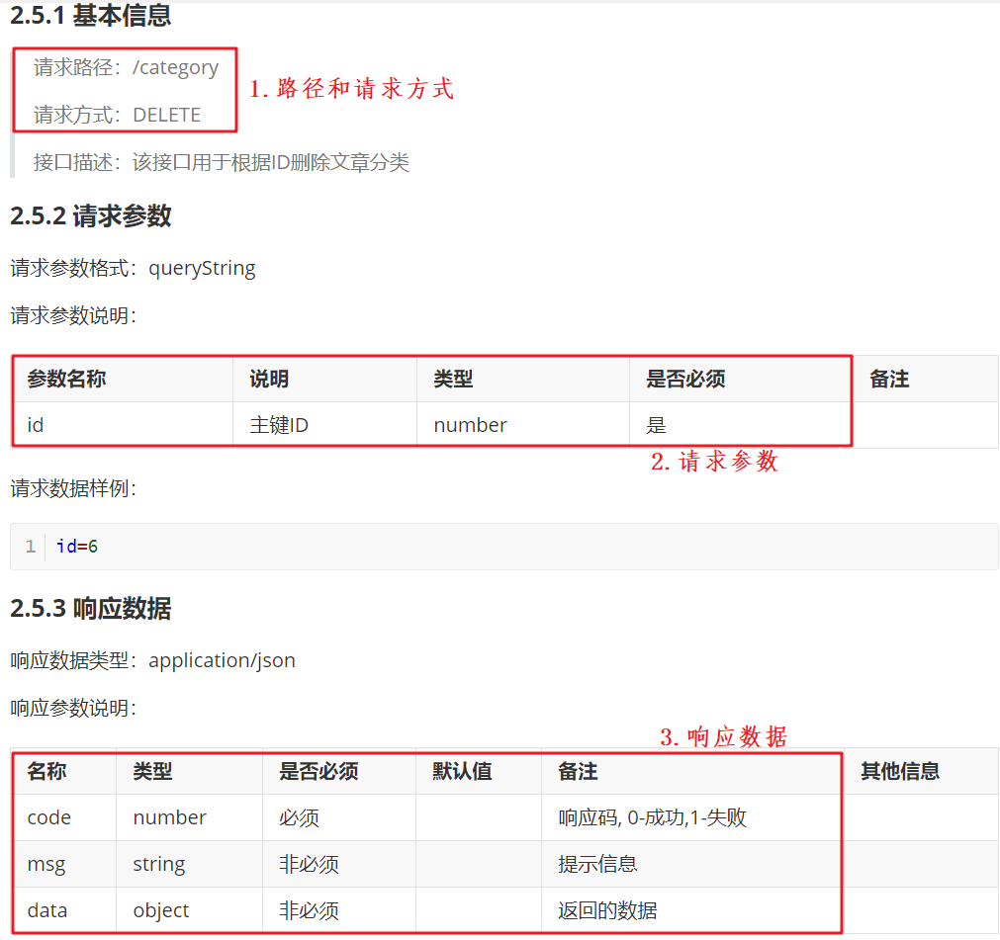 2.5.1 基本信息
请求路径：/category
1.路径和请求方式
请求方式：DELETE
接口描述：该接口用于根据ID删除文章分类
2.5.2 请求参数
请求参数格式：queryString
请求参数说明：
参数名称 说明 类型 是否必须 备注
id 主键ID number 是
2.请求参数
请求数据样例：
1 id=6
2.5.3 响应数据
响应数据类型：application/json
响应参数说明：
3.响应数据
名称 类型 是否必须 默认值 备注 其他信息
code number 必须 响应码, 0-成功,1-失败
msg string 非必须 提示信息
data object 非必须 返回的数据